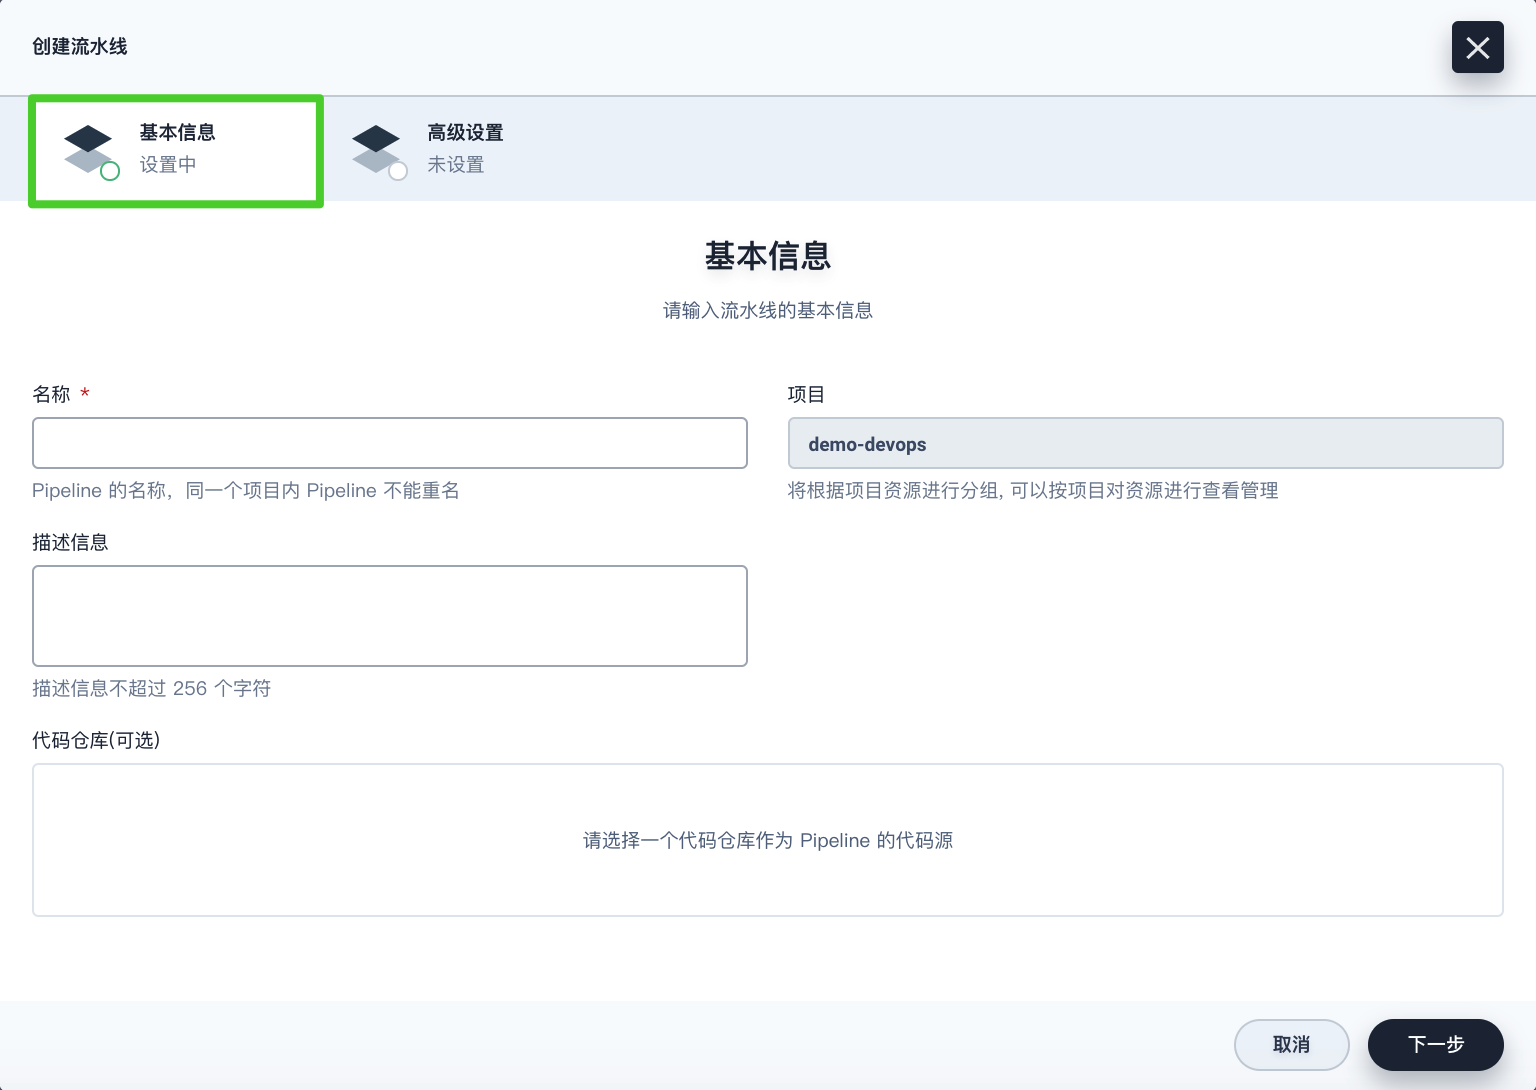 创建流水线
基本信息
设置中
高级设置
未设置
基本信息
请输入流水线的基本信息
名称 *
项目
demo-devops
Pipeline 的名称，同一个项目内 Pipeline 不能重名
将根据项目资源进行分组, 可以按项目对资源进行查看管理
描述信息
描述信息不超过 256 个字符
代码仓库(可选)
请选择一个代码仓库作为 Pipeline 的代码源
取消
下一步